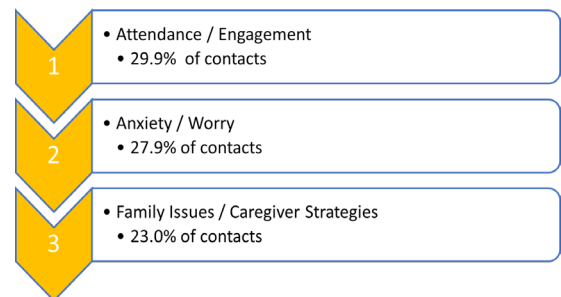 1
• Attendance / Engagement
• 29.9% of contacts
2
• Anxiety / Worry
• 27.9% of contacts
3
• Family Issues / Caregiver Strategies
• 23.0% of contacts